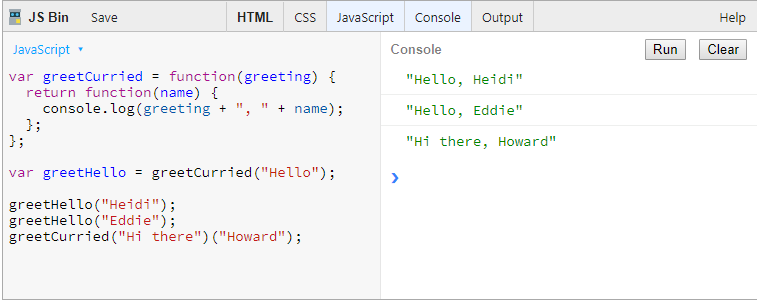 JS Bin Save HTML CSS JavaScript Console Output Help
JavaScript
var greetCurried = function(greeting) {
  return function(name) {
    console.log(greeting + ", " + name);
  };
};
var greetHello = greetCurried("Hello");
greetHello("Heidi");
greetHello("Eddie");
greetCurried("Hi there")("Howard");
Console Run Clear
"Hello, Heidi"
"Hello, Eddie"
"Hi there, Howard"